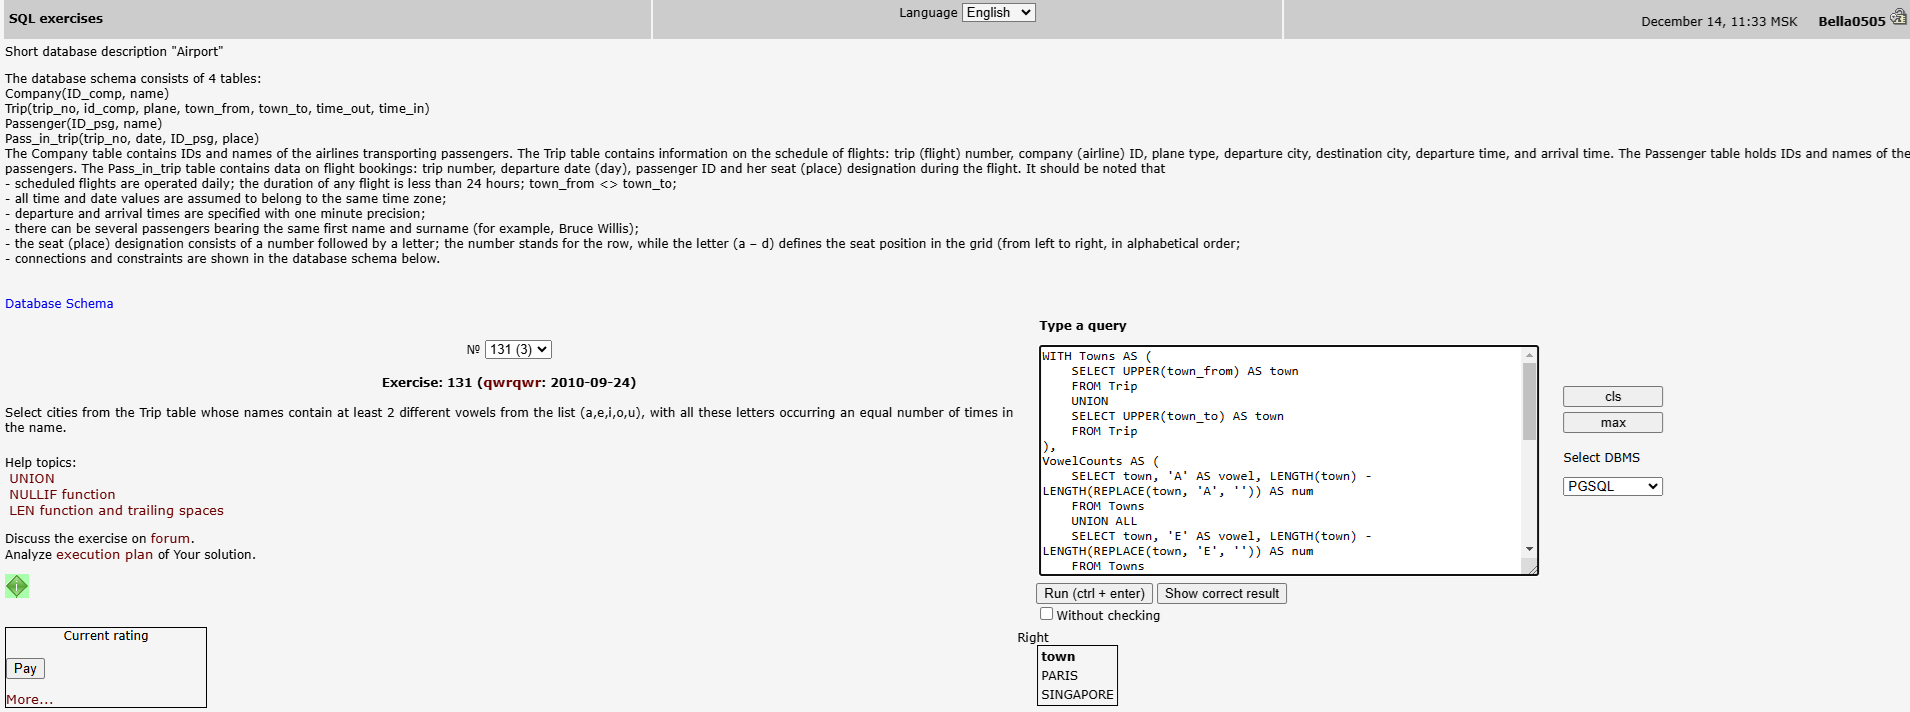 SQL exercises
Language English
December 14, 11:33 MSK Bella0505
Short database description "Airport"
The database schema consists of 4 tables:
Company(ID_comp, name)
Trip(trip_no, id_comp, plane, town_from, town_to, time_out, time_in)
Passenger(ID_psg, name)
Pass_in_trip(trip_no, date, ID_psg, place)
The Company table contains IDs and names of the airlines transporting passengers. The Trip table contains information on the schedule of flights: trip (flight) number, company (airline) ID, plane type, departure city, destination city, departure time, and arrival time. The Passenger table holds IDs and names of the
passengers. The Pass_in_trip table contains data on flight bookings: trip number, departure date (day), passenger ID and her seat (place) designation during the flight. It should be noted that
- scheduled flights are operated daily; the duration of any flight is less than 24 hours; town_from <> town_to;
- all time and date values are assumed to belong to the same time zone;
- departure and arrival times are specified with one minute precision;
- there can be several passengers bearing the same first name and surname (for example, Bruce Willis);
- the seat (place) designation consists of a number followed by a letter; the number stands for the row, while the letter (a – d) defines the seat position in the grid (from left to right, in alphabetical order;
- connections and constraints are shown in the database schema below.
Database Schema
№ 131 (3)
Exercise: 131 (qwrqwr: 2010-09-24)
Select cities from the Trip table whose names contain at least 2 different vowels from the list (a,e,i,o,u), with all these letters occurring an equal number of times in
the name.
Help topics:
UNION
NULLIF function
LEN function and trailing spaces
Discuss the exercise on forum.
Analyze execution plan of Your solution.
Current rating
Pay
More...
Type a query
WITH Towns AS (
SELECT UPPER(town_from) AS town
FROM Trip
UNION
SELECT UPPER(town_to) AS town
FROM Trip
),
VowelCounts AS (
SELECT town, 'A' AS vowel, LENGTH(town) -
LENGTH(REPLACE(town, 'A', '')) AS num
FROM Towns
UNION ALL
SELECT town, 'E' AS vowel, LENGTH(town) -
LENGTH(REPLACE(town, 'E', '')) AS num
FROM Towns
cls
max
Select DBMS
PGSQL
Run (ctrl + enter) Show correct result
Without checking
Right
town
PARIS
SINGAPORE